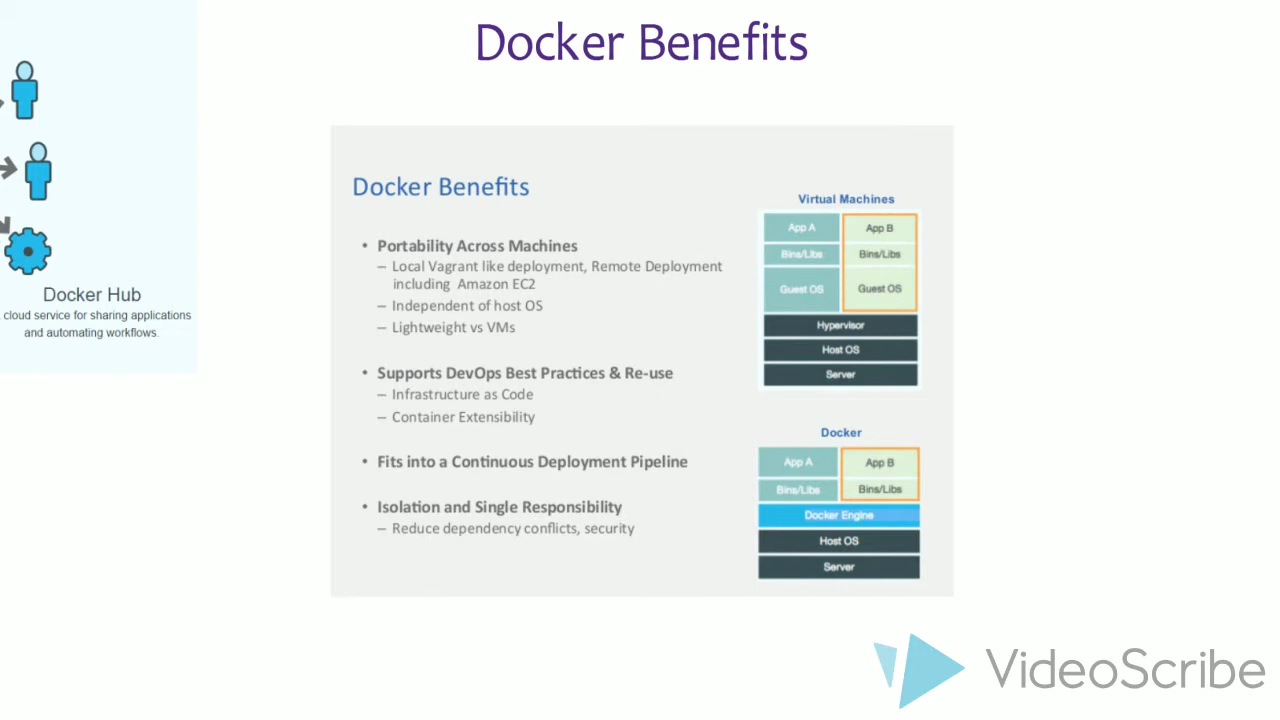 Docker Benefits
Docker Hub
cloud service for sharing applications
and automating workflows.
Docker Benefits
• Portability Across Machines
– Local Vagrant like deployment, Remote Deployment
including Amazon EC2
– Independent of host OS
– Lightweight vs VMs
• Supports DevOps Best Practices & Re-use
– Infrastructure as Code
– Container Extensibility
• Fits into a Continuous Deployment Pipeline
• Isolation and Single Responsibility
– Reduce dependency conflicts, security
Virtual Machines
App A App B
Bins/Libs Bins/Libs
Guest OS Guest OS
Hypervisor
Host OS
Server
Docker
App A App B
Bins/Libs Bins/Libs
Docker Engine
Host OS
Server
VideoScribe